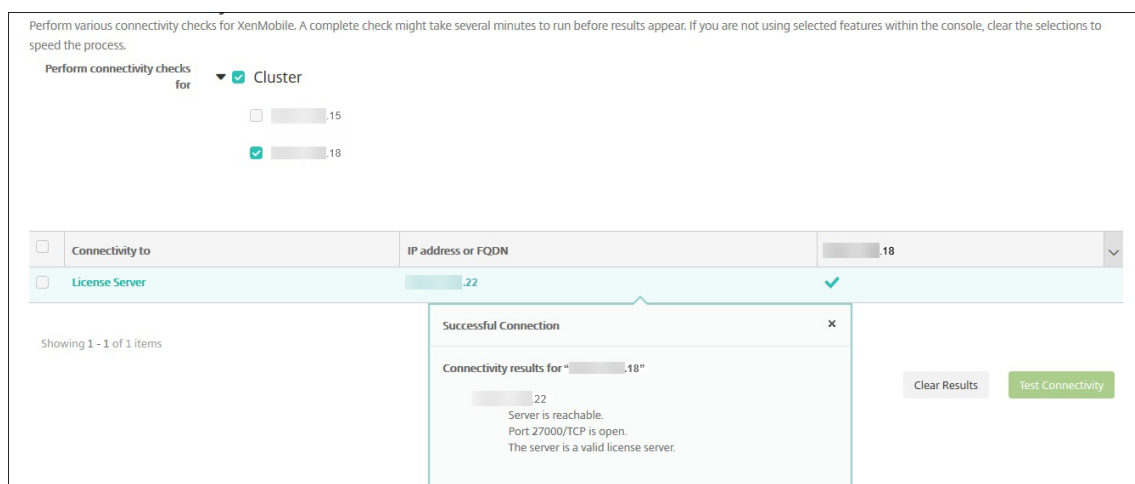 Perform various connectivity checks for XenMobile. A complete check might take several minutes to run before results appear. If you are not using selected features within the console, clear the selections to
speed the process.
Perform connectivity checks
for
Cluster
.15
.18
Connectivity to IP address or FQDN .18
License Server .22
Successful Connection
Connectivity results for " .18"
.22
Server is reachable.
Port 27000/TCP is open.
The server is a valid license server.
Showing 1 - 1 of 1 items
Clear Results Test Connectivity